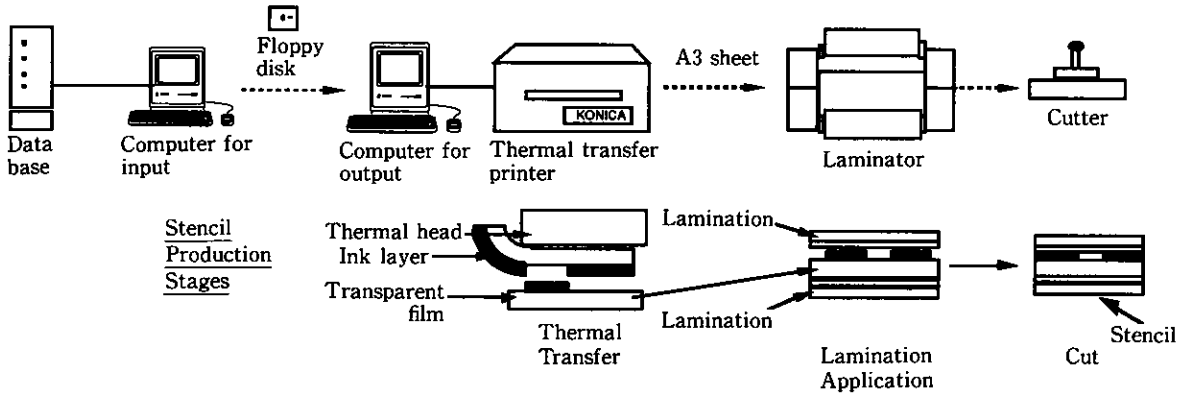 Floppy
disk
A3 sheet
KONICA
Data
base
Computer for
input
Computer for
output
Thermal transfer
printer
Laminator
Cutter
Stencil
Production
Stages
Thermal head
Ink layer
Transparent
film
Thermal
Transfer
Lamination
Lamination
Lamination
Application
Stencil
Cut